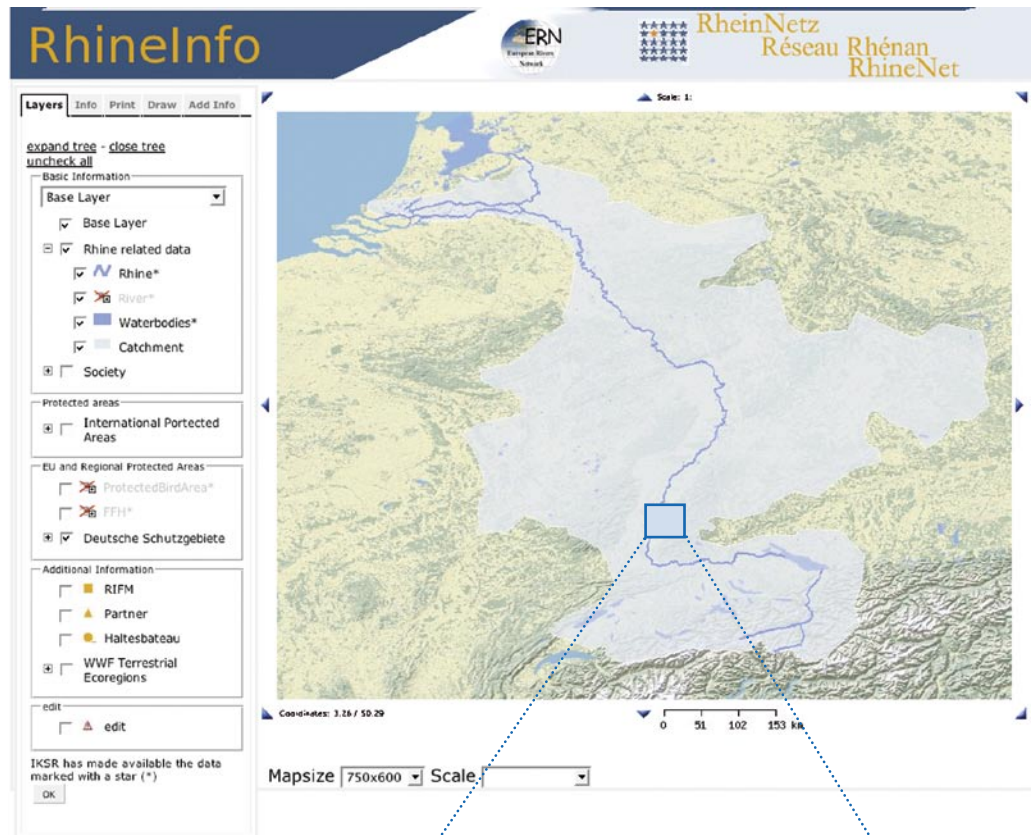 RhineInfo
ERN
European Rivers
Network
RheinNetz
Réseau Rhénan
RhineNet
Layers Info Print Draw Add Info
expand tree - close tree
uncheck all
Basic Information
Base Layer
Base Layer
Rhine related data
Rhine*
River*
Waterbodies*
Catchment
Society
Protected areas
International Portected
Areas
EU and Regional Protected Areas
ProtectedBirdArea*
FFH*
Deutsche Schutzgebiete
Additional Information
RIFM
Partner
Haltesbateau
WWF Terrestrial
Ecoregions
edit
edit
IKSR has made available the data
marked with a star (*)
OK
Scale: 1:
Coordinates: 3.26 / 50.29
0 51 102 153 km
Mapsize 750x600 Scale